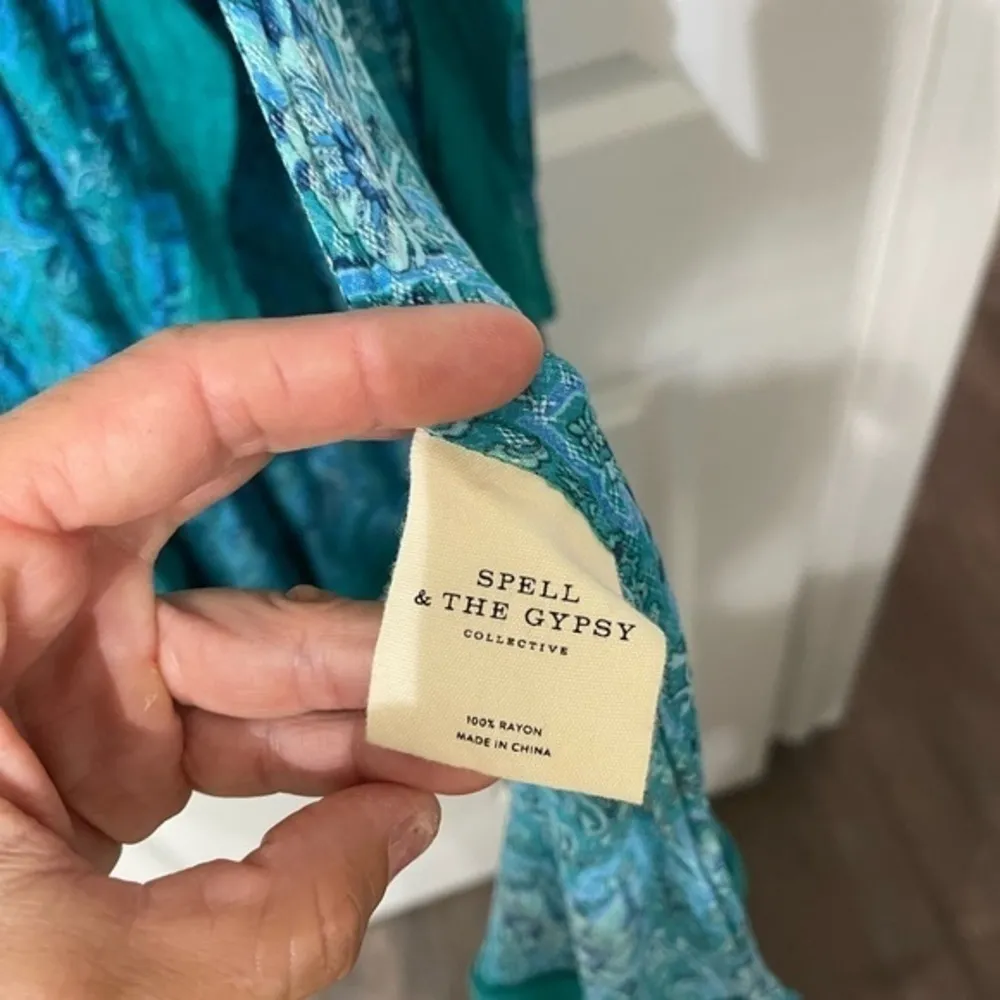 SPELL
& THE GYPSY
COLLECTIVE
100% RAYON
MADE IN CHINA